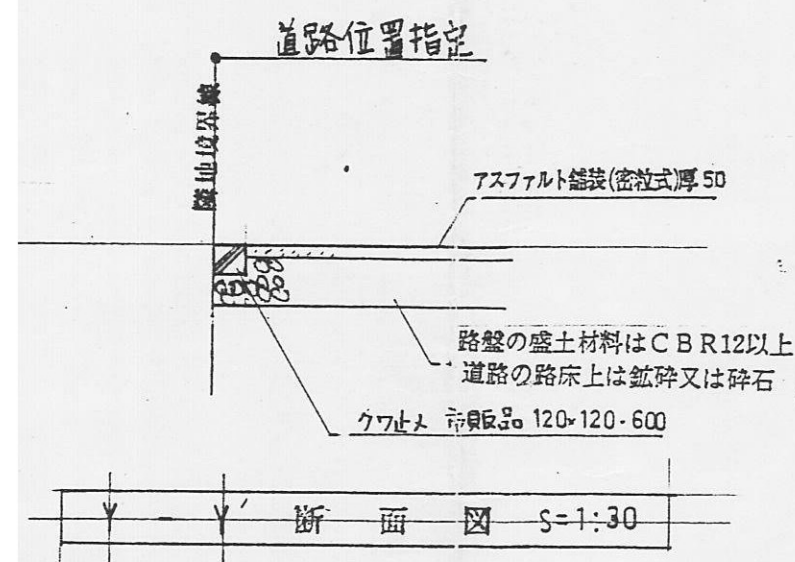 道路位置指定
隣地境界線
アスファルト舗装(密粒式)厚50
路盤の盛土材料はCBR12以上
道路の路床上は鉱砕又は砕石
クワ止メ 市販品 120×120·600
Y - Y' 断面図 S=1:30